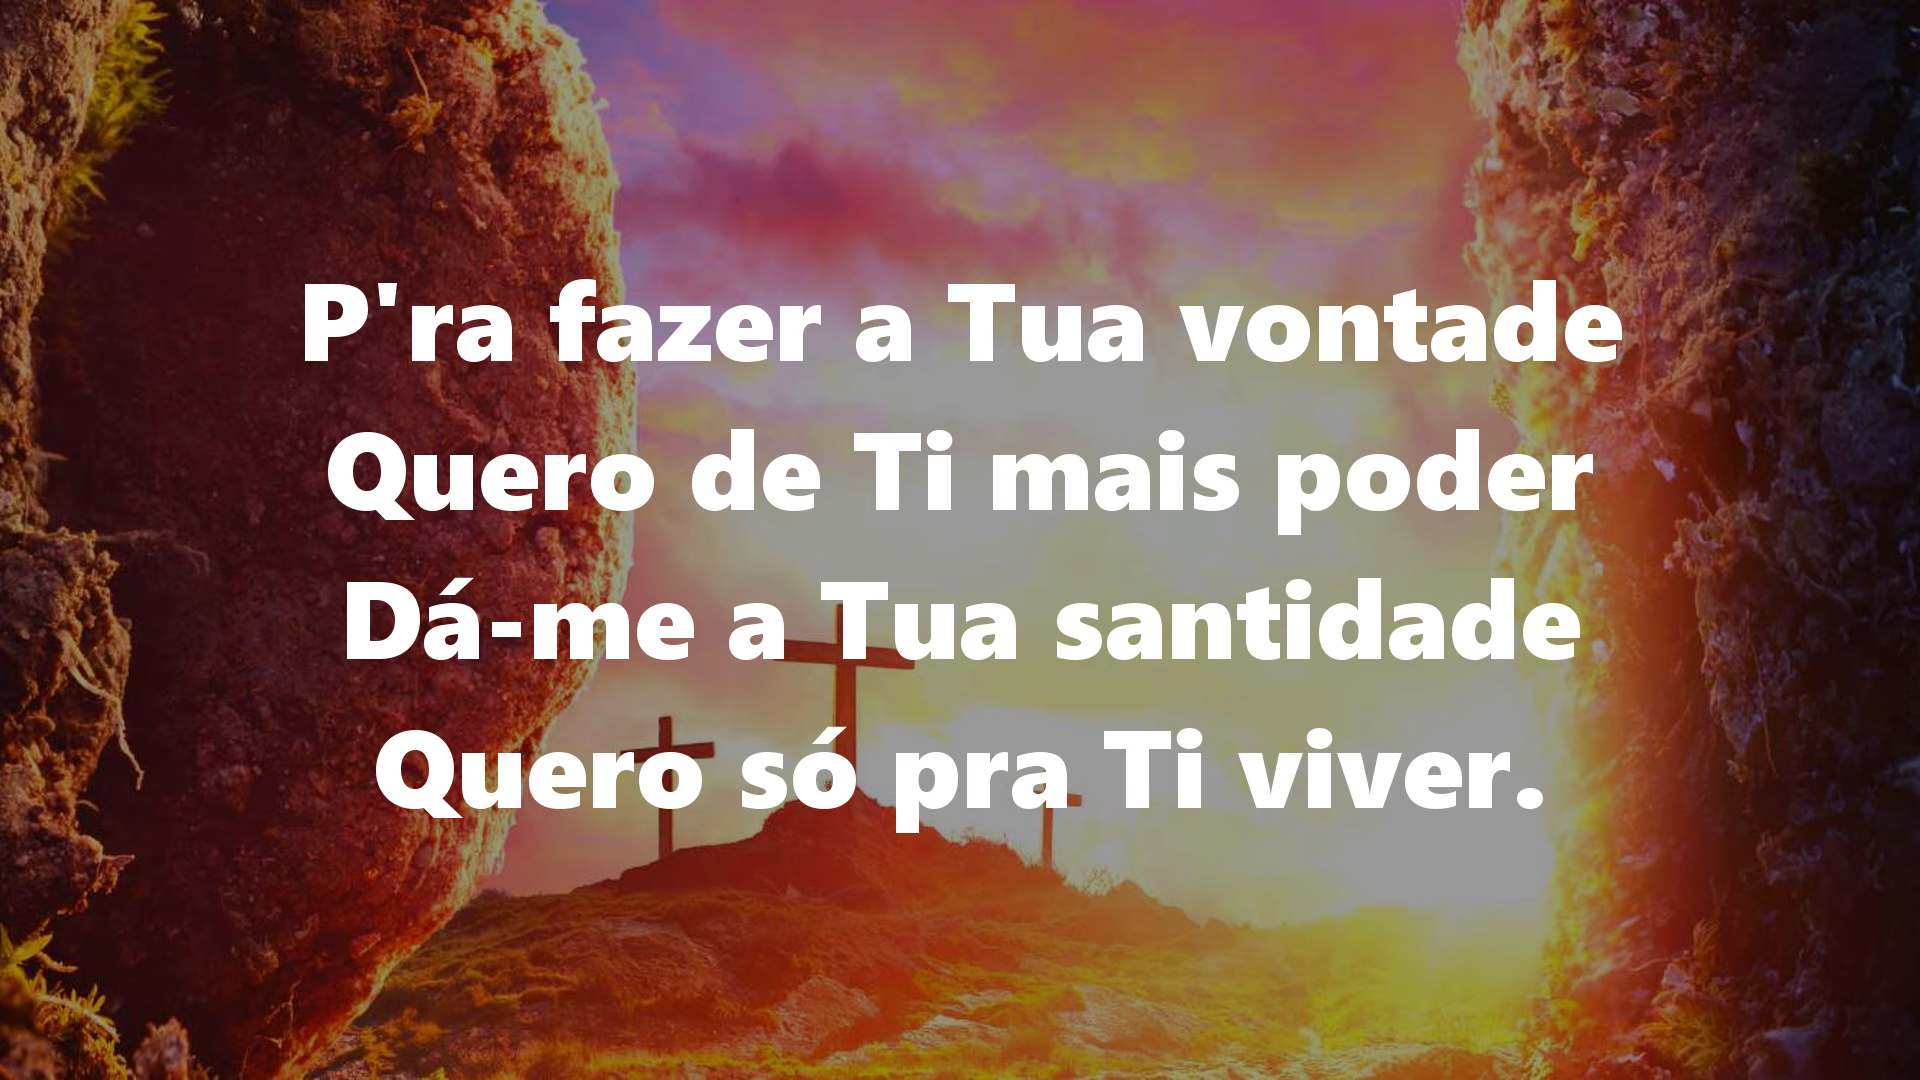 P'ra fazer a Tua vontade
Quero de Ti mais poder
Dá-me a Tua santidade
Quero só pra Ti viver.